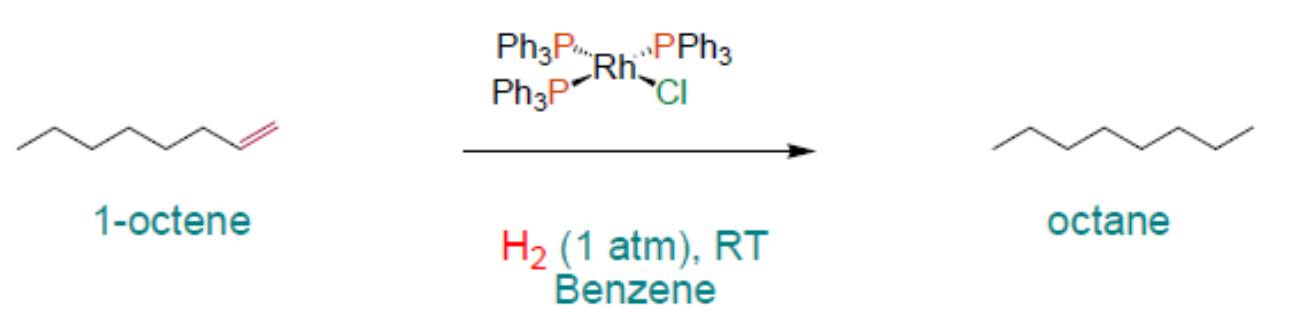 Ph₃P PPh₃
Rh
Ph₃P Cl
1-octene
H₂ (1 atm), RT
Benzene
octane